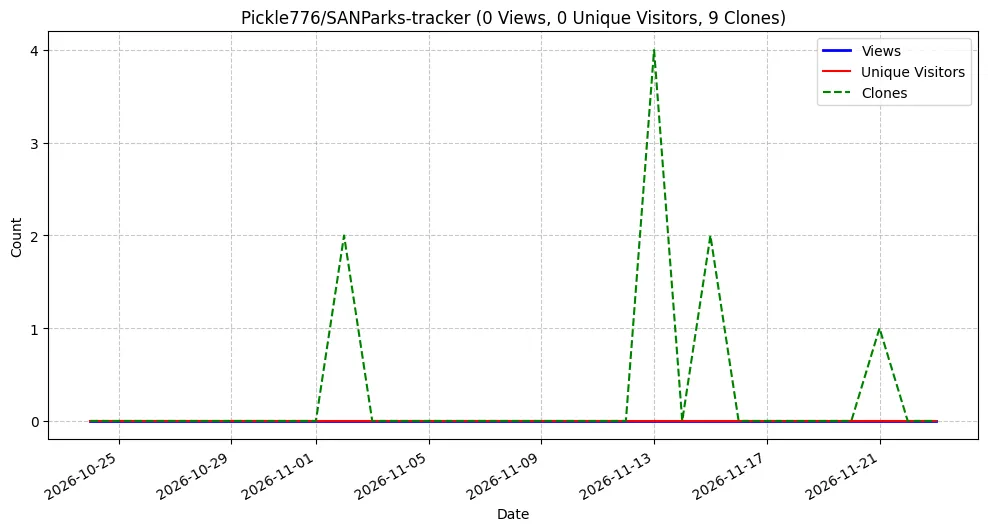 Pickle776/SANParks-tracker (0 Views, 0 Unique Visitors, 9 Clones)
Views
Unique Visitors
Clones
4
3
2
1
0
Count
2026-10-25
2026-10-29
2026-11-01
2026-11-05
2026-11-09
2026-11-13
2026-11-17
2026-11-21
Date